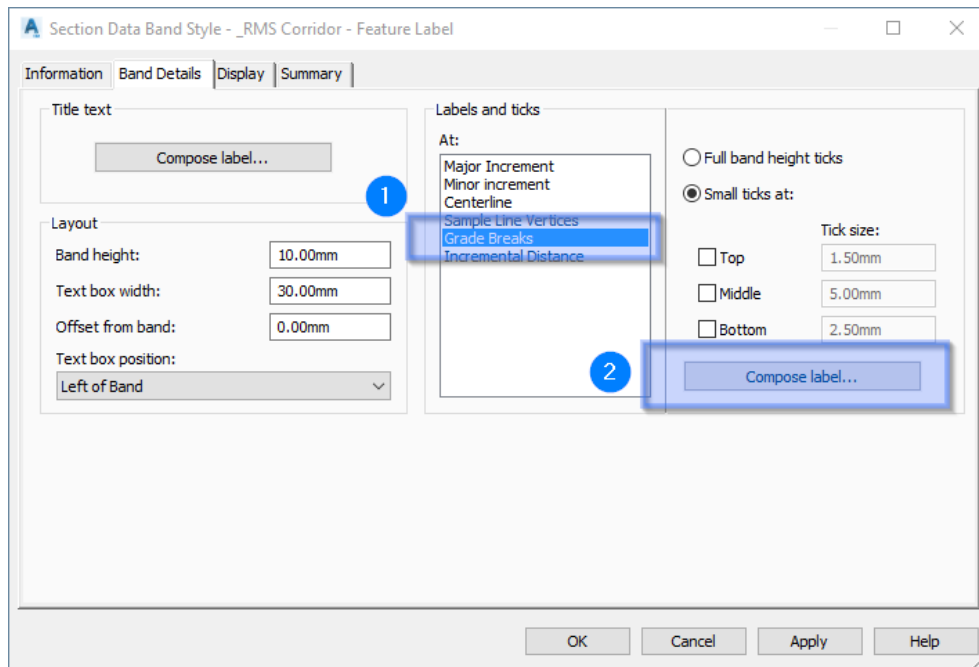 Section Data Band Style - _RMS Corridor - Feature Label
Information Band Details Display Summary
Title text
Compose label...
Layout
Band height: 10.00mm
Text box width: 30.00mm
Offset from band: 0.00mm
Text box position:
Left of Band
1
Labels and ticks
At:
Major Increment
Minor increment
Centerline
Sample Line Vertices
Grade Breaks
Incremental Distance
Full band height ticks
Small ticks at:
Tick size:
Top 1.50mm
Middle 5.00mm
Bottom 2.50mm
2
Compose label...
OK Cancel Apply Help